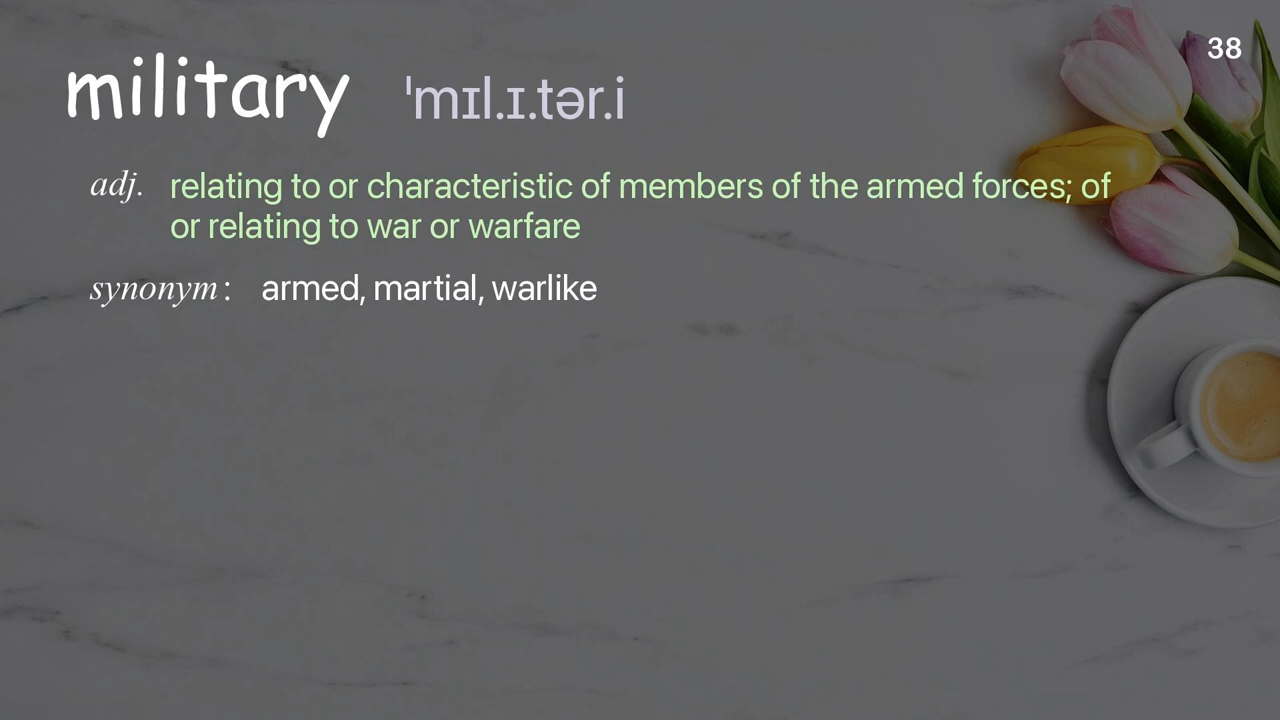 38
military ˈmɪl.ɪ.tər.i
adj. relating to or characteristic of members of the armed forces; of
or relating to war or warfare
synonym : armed, martial, warlike